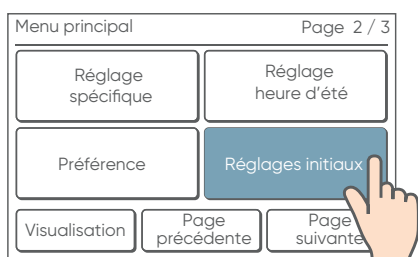 Menu principal Page 2 / 3
Réglage spécifique
Réglage heure d’été
Préférence
Réglages initiaux
Visualisation
Page précédente
Page suivante